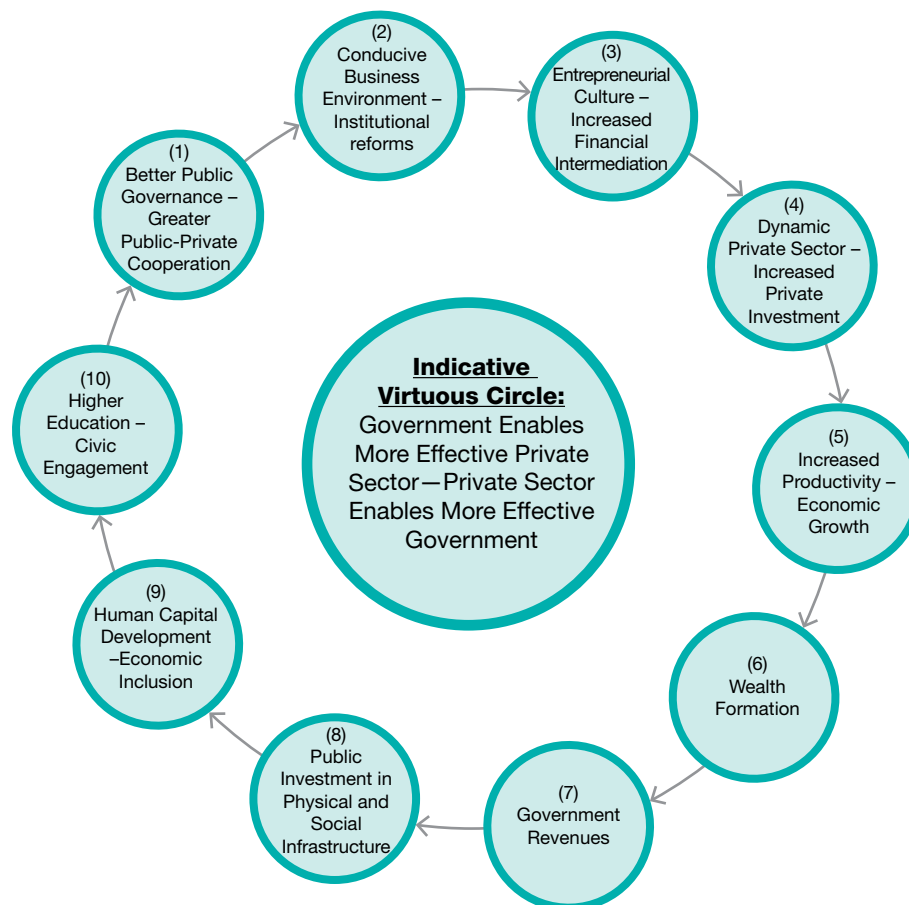 (1)
Better Public
Governance –
Greater
Public-Private
Cooperation
(2)
Conducive
Business
Environment –
Institutional
reforms
(3)
Entrepreneurial
Culture –
Increased
Financial
Intermediation
(4)
Dynamic
Private Sector –
Increased
Private
Investment
(5)
Increased
Productivity –
Economic
Growth
(6)
Wealth
Formation
(7)
Government
Revenues
(8)
Public
Investment in
Physical and
Social
Infrastructure
(9)
Human Capital
Development
–Economic
Inclusion
(10)
Higher
Education –
Civic
Engagement
Indicative
Virtuous Circle:
Government Enables
More Effective Private
Sector—Private Sector
Enables More Effective
Government